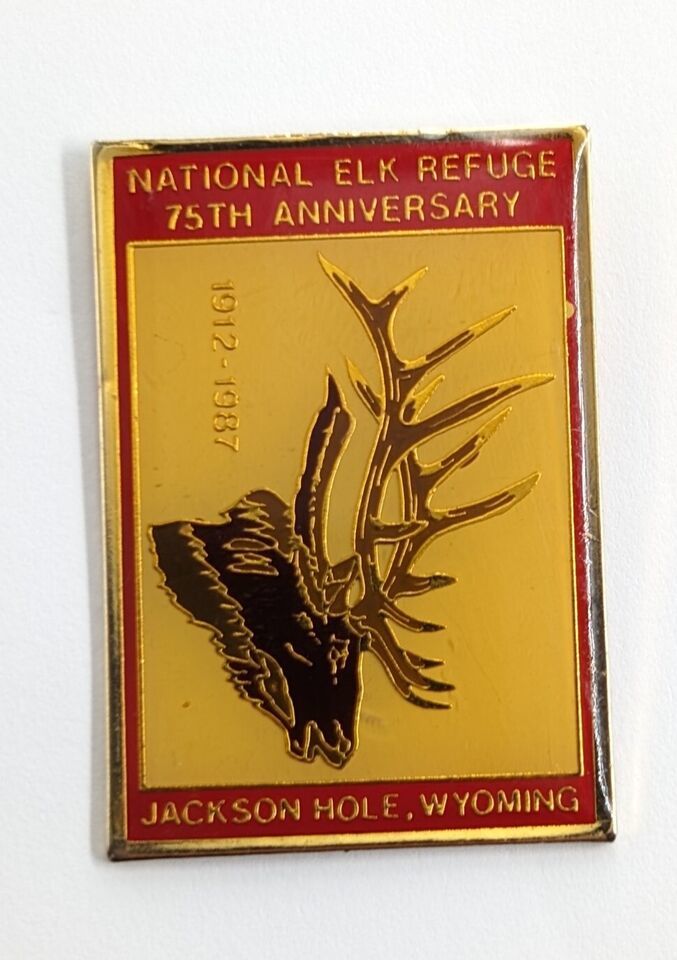 NATIONAL ELK REFUGE
75TH ANNIVERSARY
1912-1987
JACKSON HOLE, WYOMING